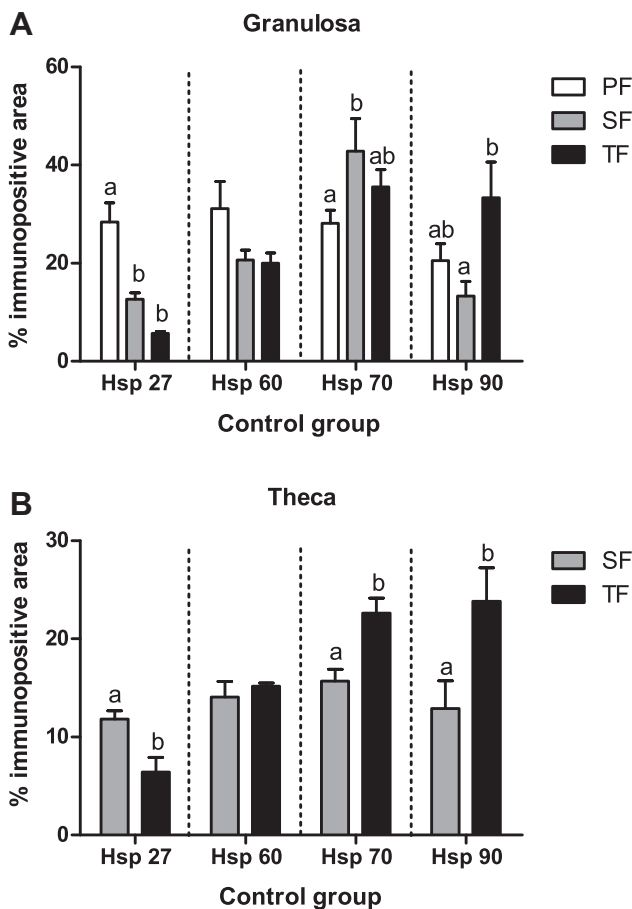 A
Granulosa
% immunopositive area
60
40
20
0
a
b
b
a
b
ab
ab
a
b
PF
SF
TF
Hsp 27 Hsp 60 Hsp 70 Hsp 90
Control group
B
Theca
% immunopositive area
30
20
10
0
a
b
a
b
a
b
SF
TF
Hsp 27 Hsp 60 Hsp 70 Hsp 90
Control group